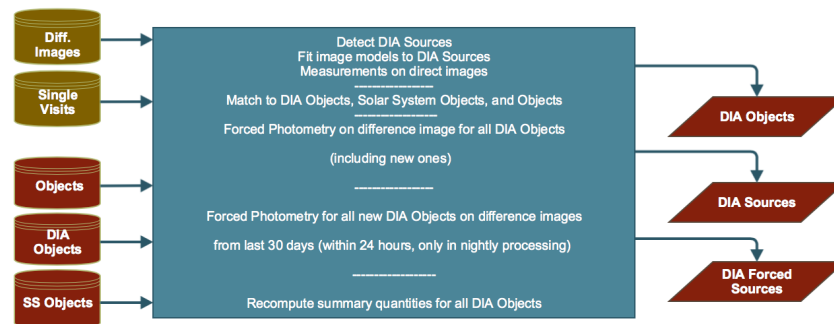 Diff.
Images
Single
Visits
Objects
DIA
Objects
SS Objects
Detect DIA Sources
Fit image models to DIA Sources
Measurements on direct images
-------------------
Match to DIA Objects, Solar System Objects, and Objects
-------------------
Forced Photometry on difference image for all DIA Objects
(including new ones)
-------------------
Forced Photometry for all new DIA Objects on difference images
from last 30 days (within 24 hours, only in nightly processing)
-------------------
Recompute summary quantities for all DIA Objects
DIA Objects
DIA Sources
DIA Forced
Sources